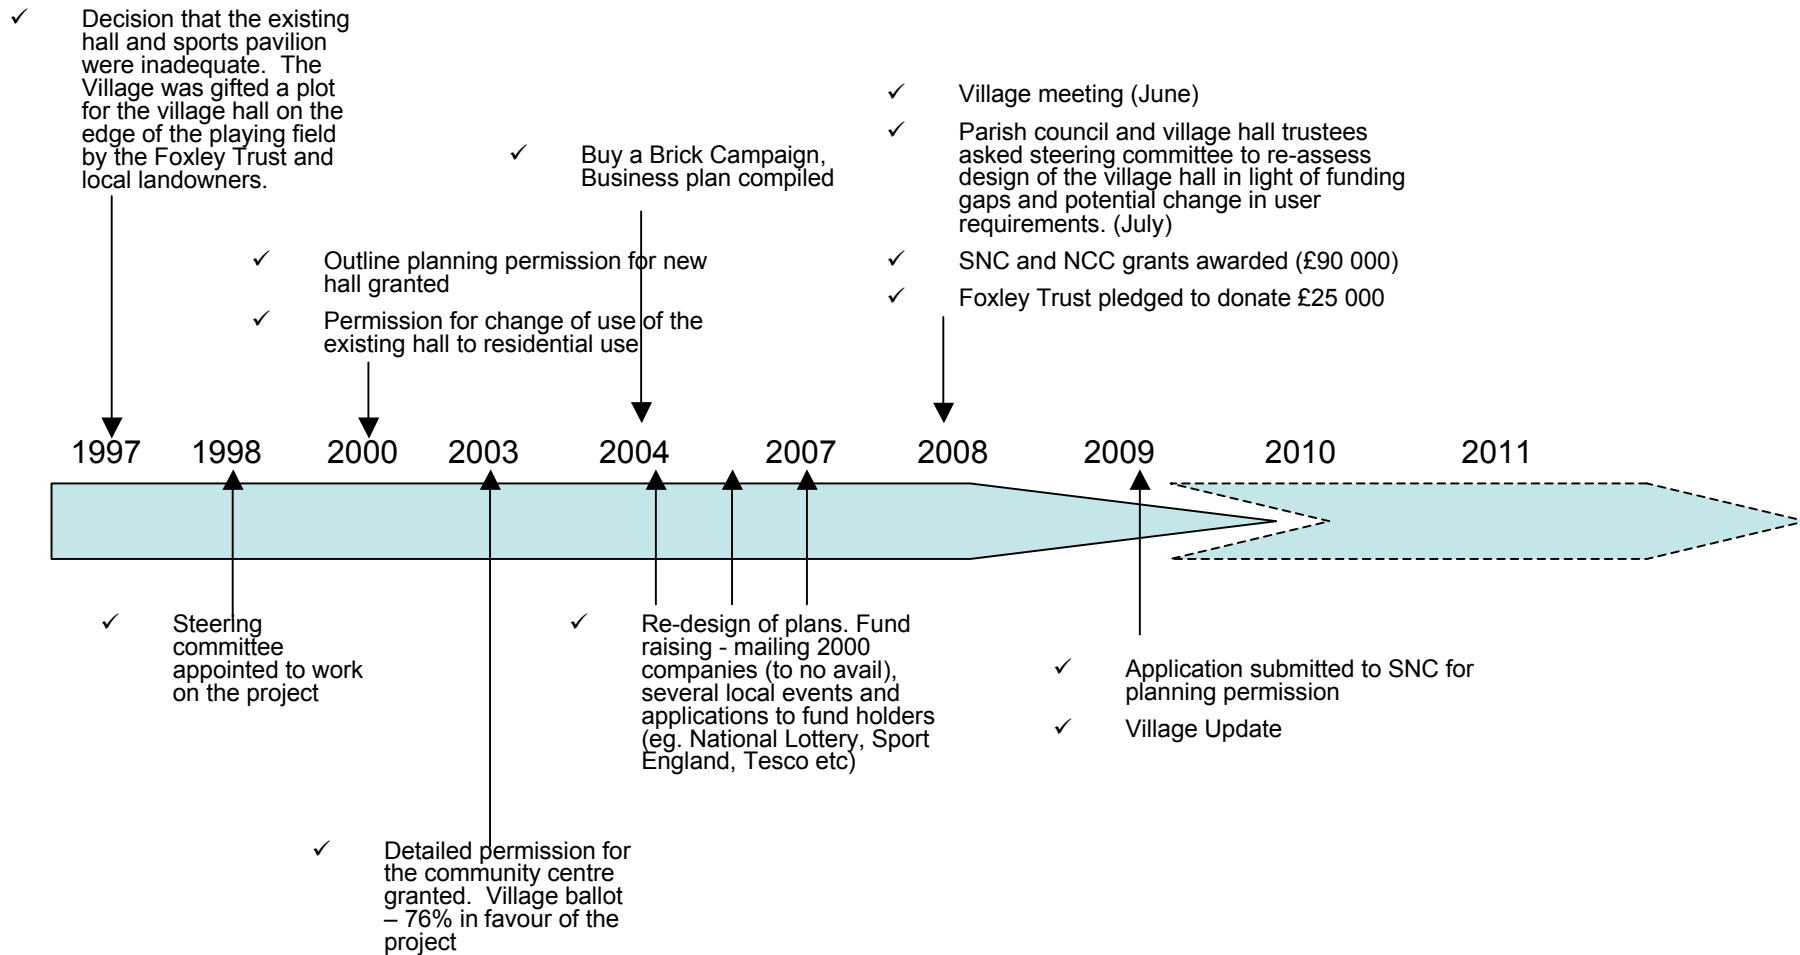 ✓ Decision that the existing
hall and sports pavilion
were inadequate. The
Village was gifted a plot
for the village hall on the
edge of the playing field
by the Foxley Trust and
local landowners.
✓ Outline planning permission for new
hall granted
✓ Permission for change of use of the
existing hall to residential use
✓ Buy a Brick Campaign,
Business plan compiled
✓ Village meeting (June)
✓ Parish council and village hall trustees
asked steering committee to re-assess
design of the village hall in light of funding
gaps and potential change in user
requirements. (July)
✓ SNC and NCC grants awarded (£90 000)
✓ Foxley Trust pledged to donate £25 000
1997 1998 2000 2003 2004 2007 2008 2009 2010 2011
✓ Steering
committee
appointed to work
on the project
✓ Detailed permission for
the community centre
granted. Village ballot
– 76% in favour of the
project
✓ Re-design of plans. Fund
raising - mailing 2000
companies (to no avail),
several local events and
applications to fund holders
(eg. National Lottery, Sport
England, Tesco etc)
✓ Application submitted to SNC for
planning permission
✓ Village Update